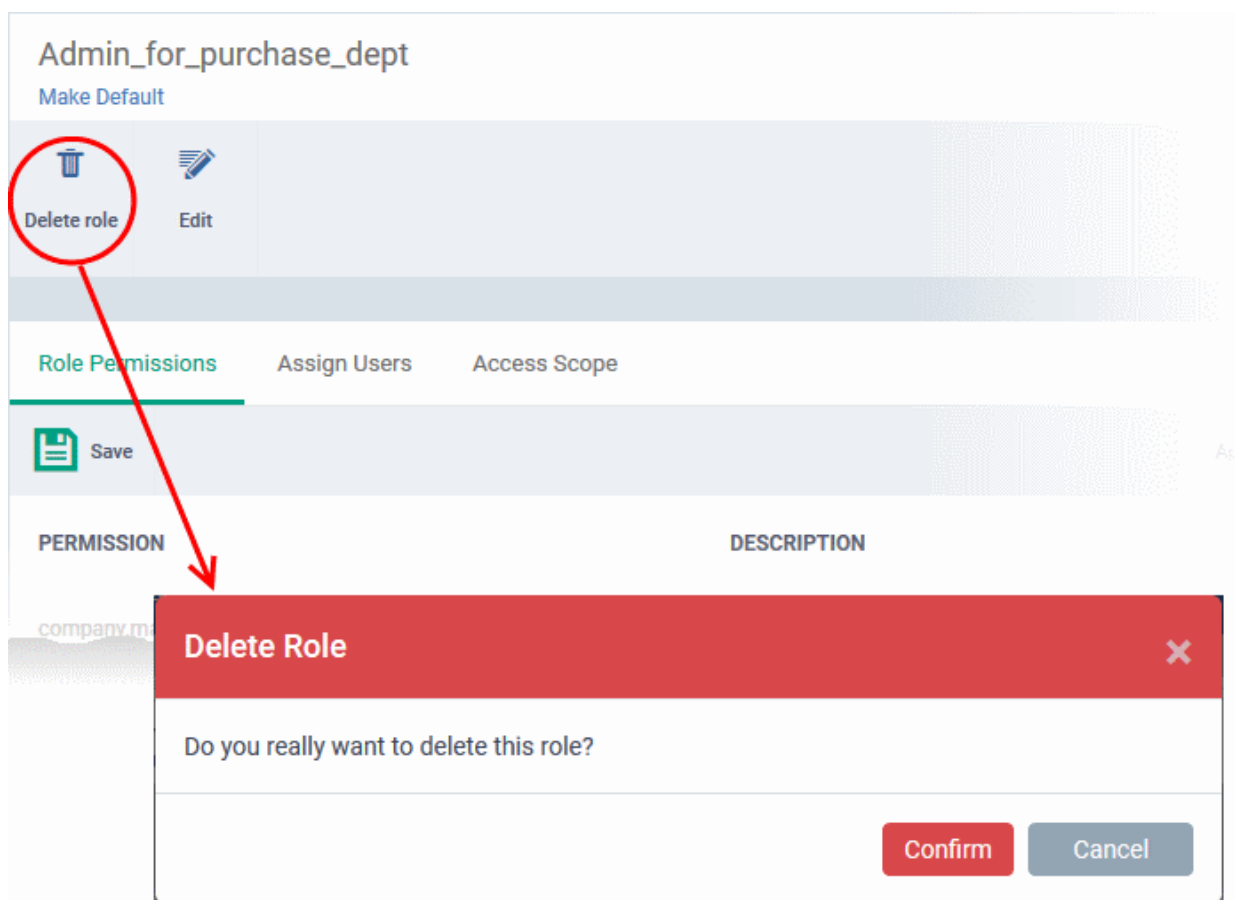 Admin_for_purchase_dept
Make Default
Delete role Edit
Role Permissions Assign Users Access Scope
Save
PERMISSION DESCRIPTION
Delete Role
Do you really want to delete this role?
Confirm Cancel